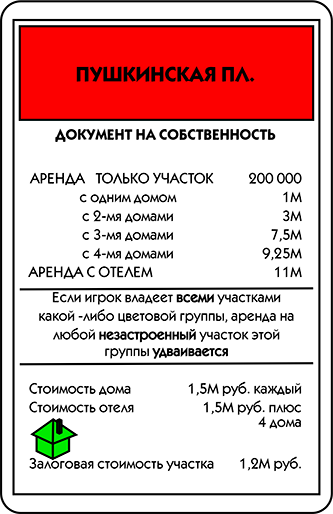 ПУШКИНСКАЯ ПЛ.
ДОКУМЕНТ НА СОБСТВЕННОСТЬ
АРЕНДА ТОЛЬКО УЧАСТОК 200 000
с одним домом 1М
с 2-мя домами 3М
с 3-мя домами 7,5М
с 4-мя домами 9,25М
АРЕНДА С ОТЕЛЕМ 11М
Если игрок владеет всеми участками
какой -либо цветовой группы, аренда на
любой незастроенный участок этой
группы удваивается
Стоимость дома 1,5М руб. каждый
Стоимость отеля 1,5М руб. плюс
4 дома
Залоговая стоимость участка 1,2М руб.